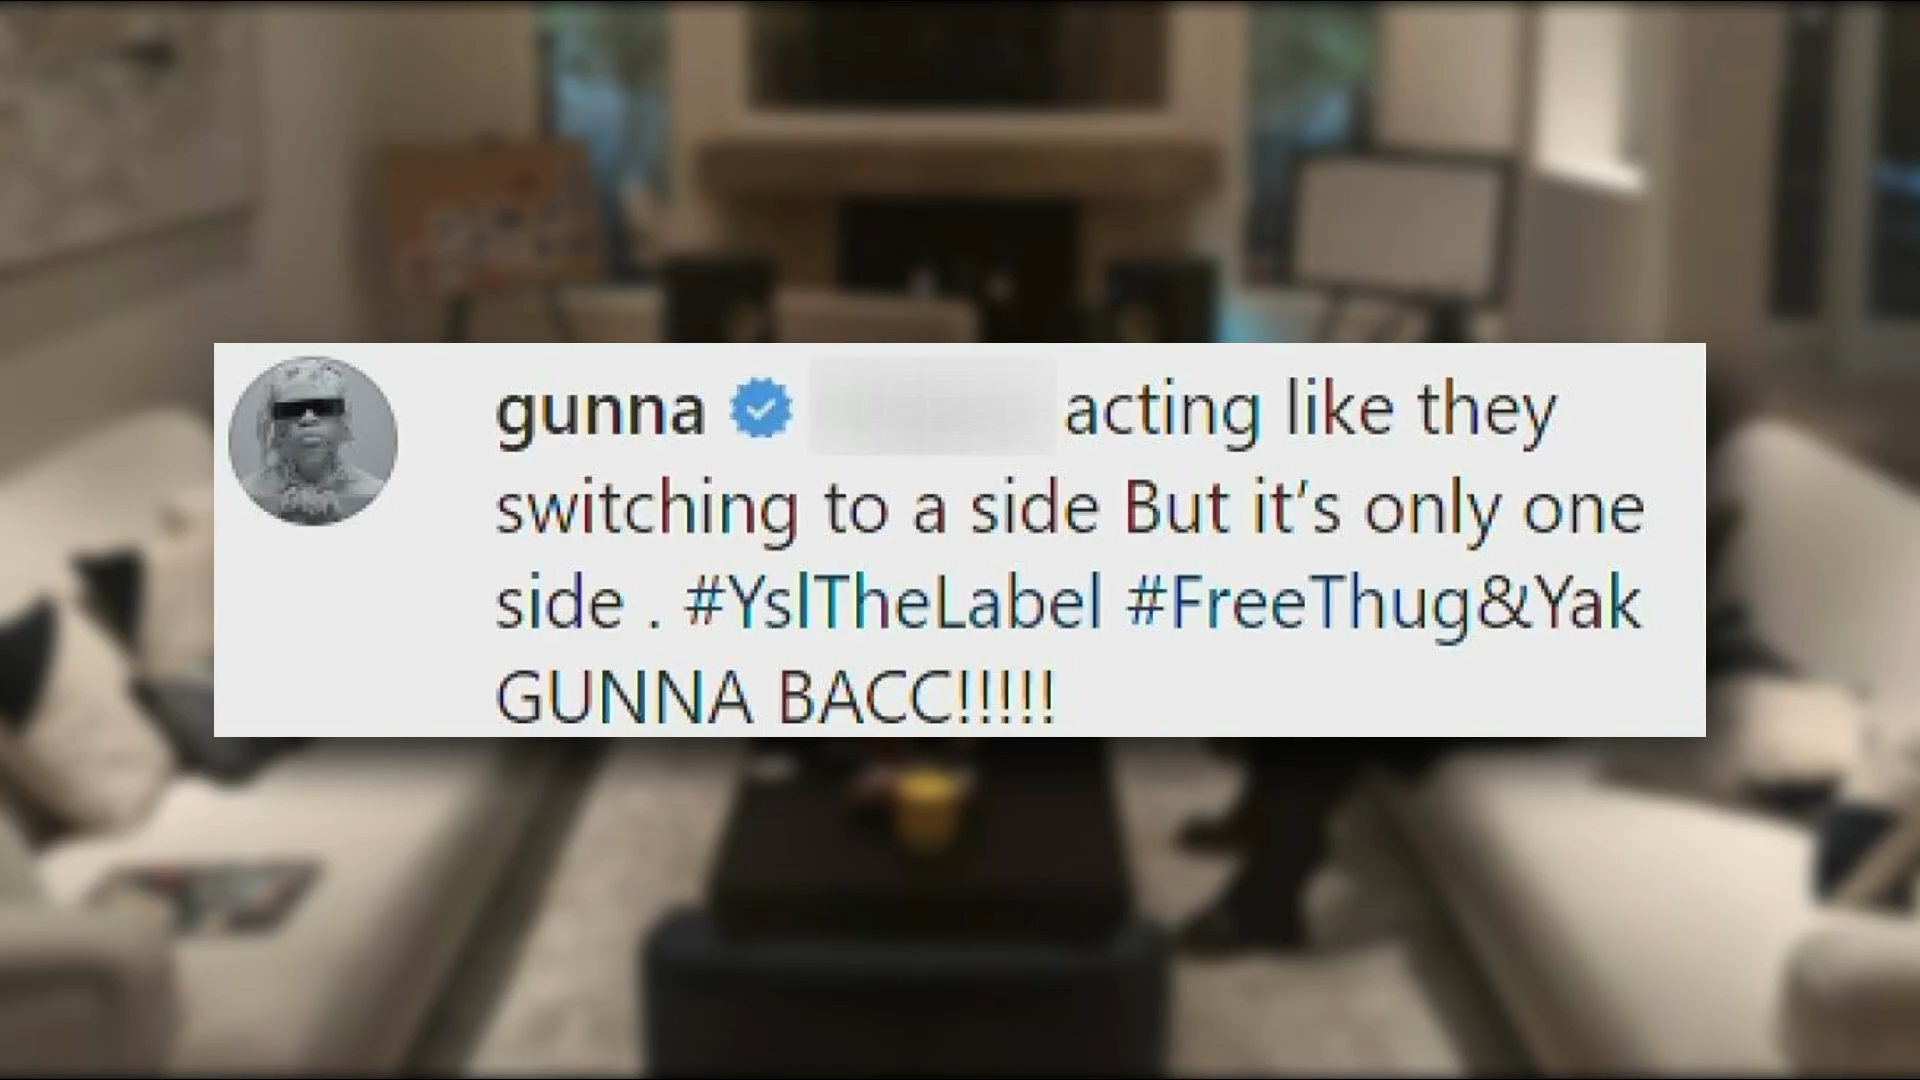 gunna acting like they
switching to a side But it's only one
side . #YslTheLabel #FreeThug&Yak
GUNNA BACC!!!!!